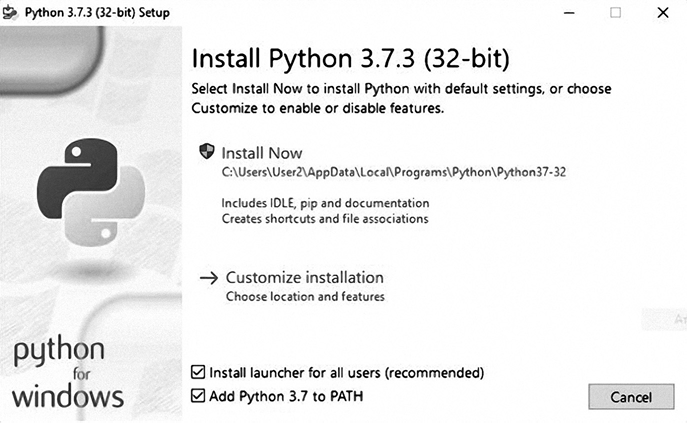 Python 3.7.3 (32-bit) Setup
Install Python 3.7.3 (32-bit)
Select Install Now to install Python with default settings, or choose
Customize to enable or disable features.
Install Now
C:\Users\User2\AppData\Local\Programs\Python\Python37-32
Includes IDLE, pip and documentation
Creates shortcuts and file associations
Customize installation
Choose location and features
python
for
windows
Install launcher for all users (recommended)
Add Python 3.7 to PATH
Cancel